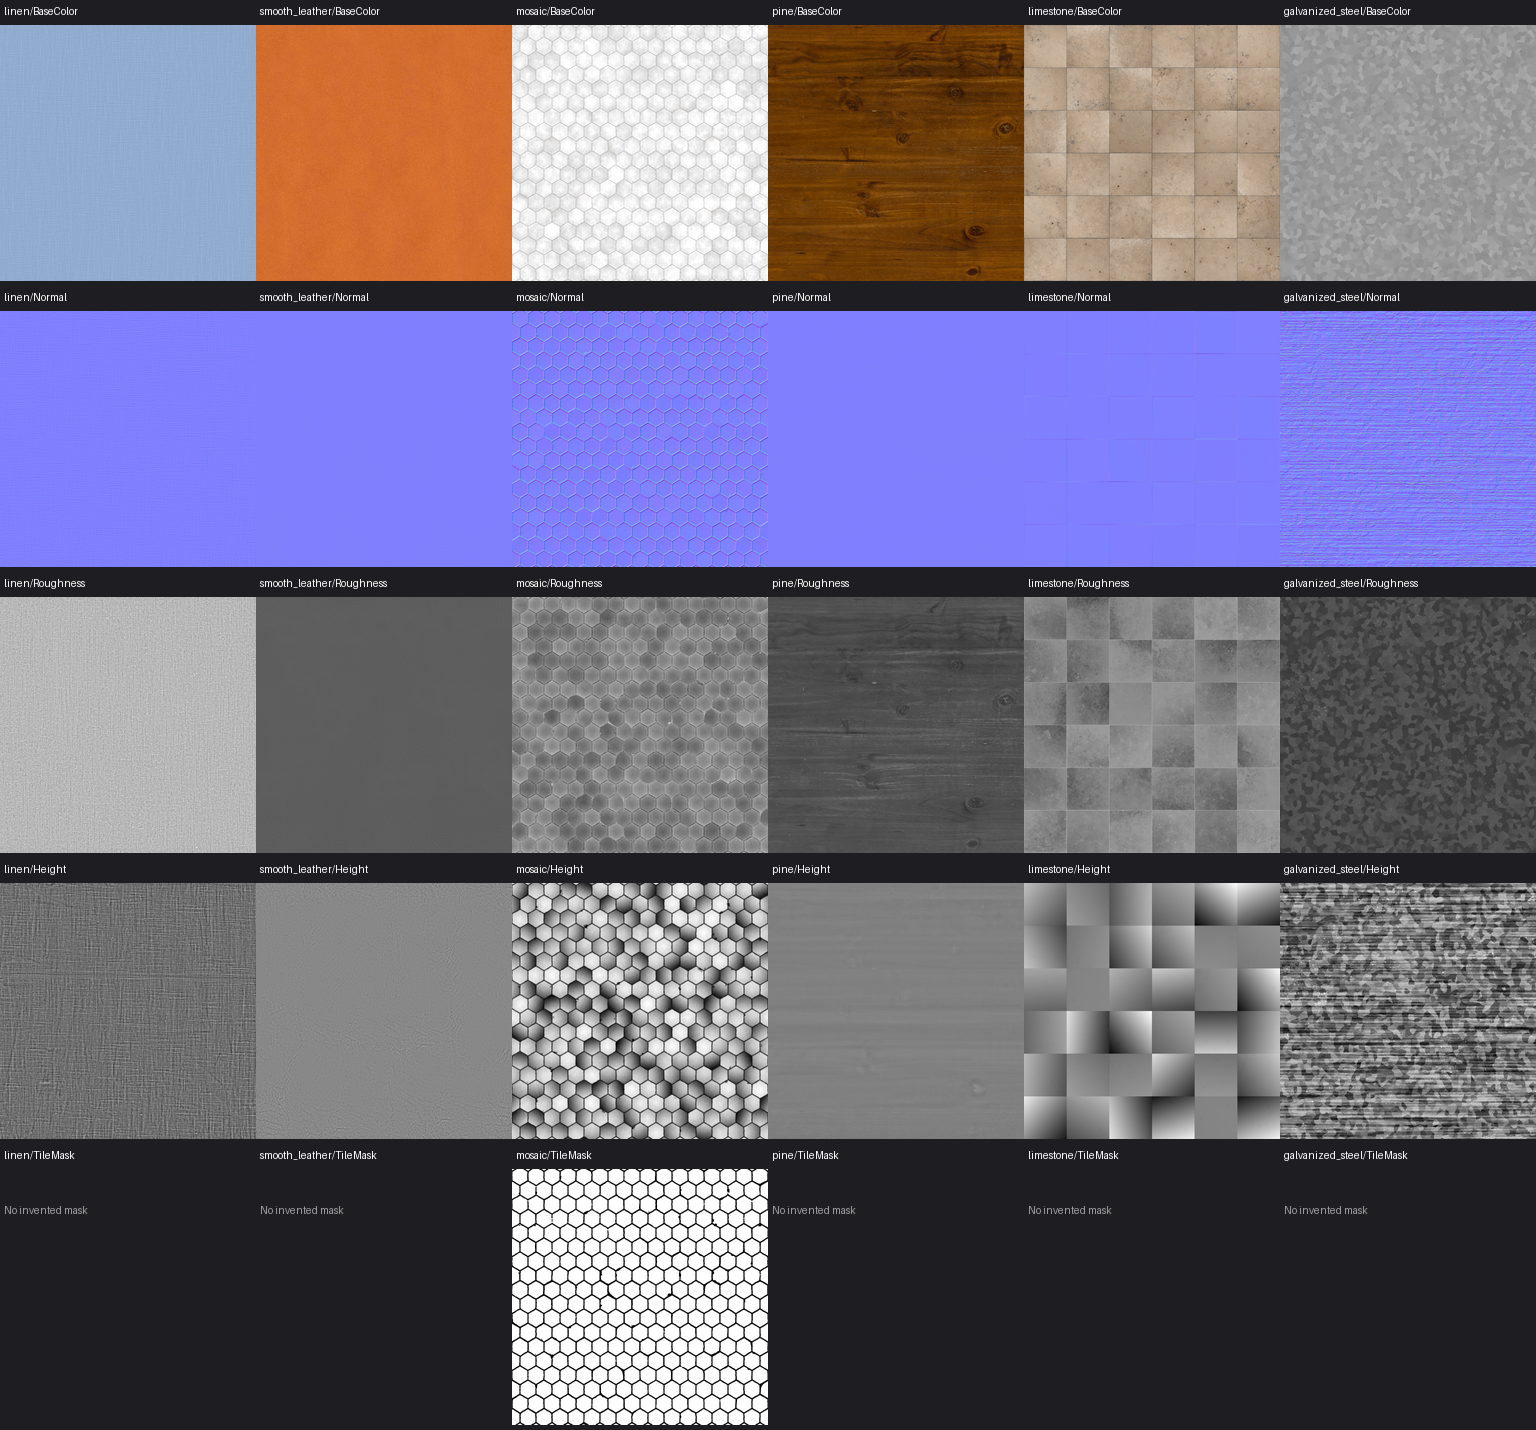 linen/BaseColor
smooth_leather/BaseColor
mosaic/BaseColor
pine/BaseColor
limestone/BaseColor
galvanized_steel/BaseColor
linen/Normal
smooth_leather/Normal
mosaic/Normal
pine/Normal
limestone/Normal
galvanized_steel/Normal
linen/Roughness
smooth_leather/Roughness
mosaic/Roughness
pine/Roughness
limestone/Roughness
galvanized_steel/Roughness
linen/Height
smooth_leather/Height
mosaic/Height
pine/Height
limestone/Height
galvanized_steel/Height
linen/TileMask
smooth_leather/TileMask
mosaic/TileMask
pine/TileMask
limestone/TileMask
galvanized_steel/TileMask
No invented mask
No invented mask
No invented mask
No invented mask
No invented mask